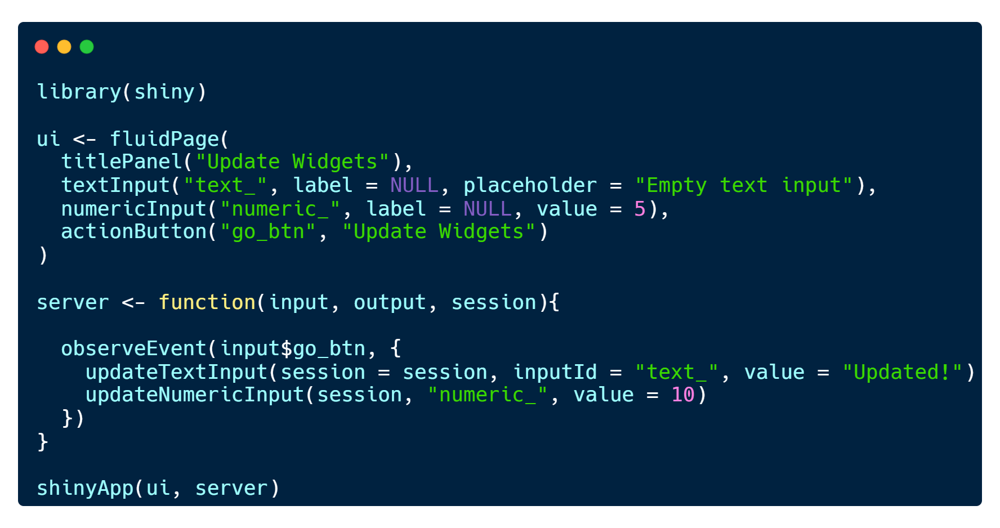 library(shiny)
ui <- fluidPage(
  titlePanel("Update Widgets"),
  textInput("text_", label = NULL, placeholder = "Empty text input"),
  numericInput("numeric_", label = NULL, value = 5),
  actionButton("go_btn", "Update Widgets")
)
server <- function(input, output, session){
  observeEvent(input$go_btn, {
    updateTextInput(session = session, inputId = "text_", value = "Updated!")
    updateNumericInput(session, "numeric_", value = 10)
  })
}
shinyApp(ui, server)